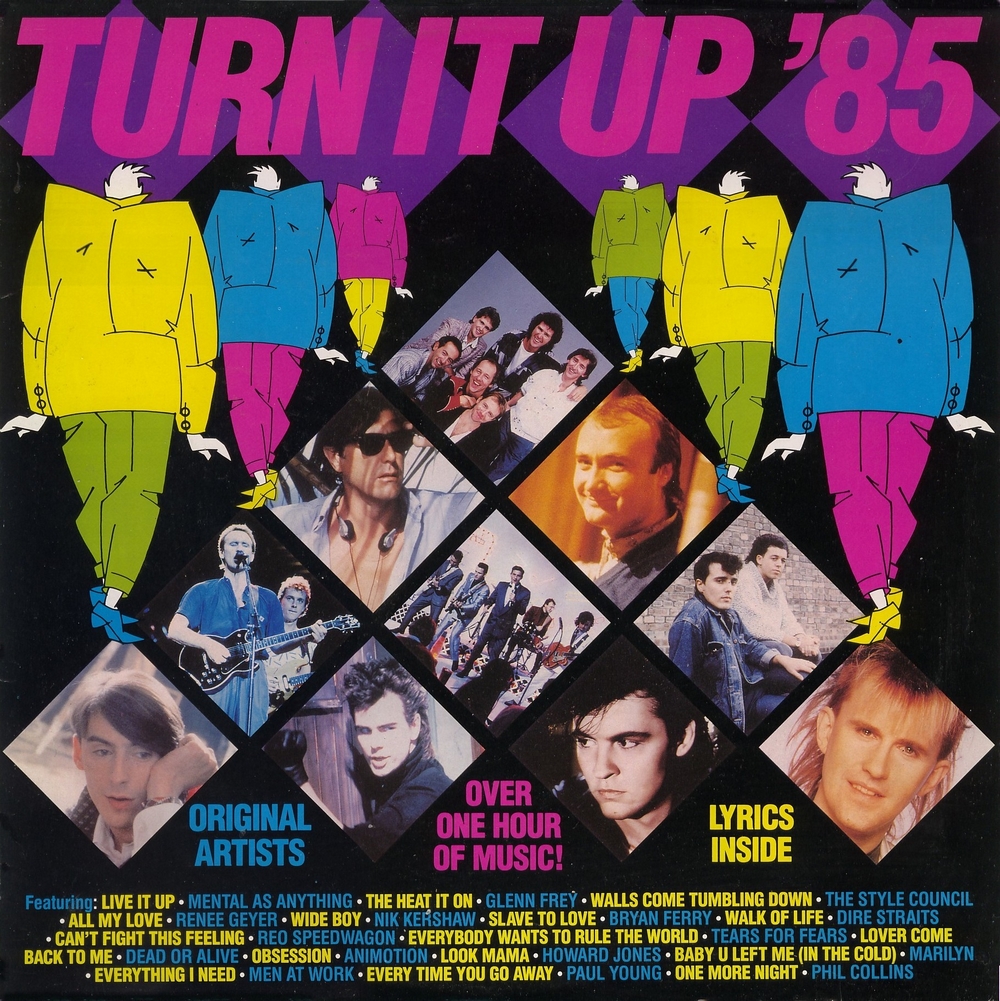 TURN IT UP '85
ORIGINAL
ARTISTS
OVER
ONE HOUR
OF MUSIC!
LYRICS
INSIDE
Featuring: LIVE IT UP • MENTAL AS ANYTHING • THE HEAT IT ON • GLENN FREY • WALLS COME TUMBLING DOWN • THE STYLE COUNCIL
• ALL MY LOVE • RENEE GEYER • WIDE BOY • NIK KERSHAW • SLAVE TO LOVE • BRYAN FERRY • WALK OF LIFE • DIRE STRAITS
• CAN'T FIGHT THIS FEELING • REO SPEEDWAGON • EVERYBODY WANTS TO RULE THE WORLD • TEARS FOR FEARS • LOVER COME
BACK TO ME • DEAD OR ALIVE • OBSESSION • ANIMOTION • LOOK MAMA • HOWARD JONES • BABY U LEFT ME (IN THE COLD) • MARILYN
• EVERYTHING I NEED • MEN AT WORK • EVERY TIME YOU GO AWAY • PAUL YOUNG • ONE MORE NIGHT • PHIL COLLINS